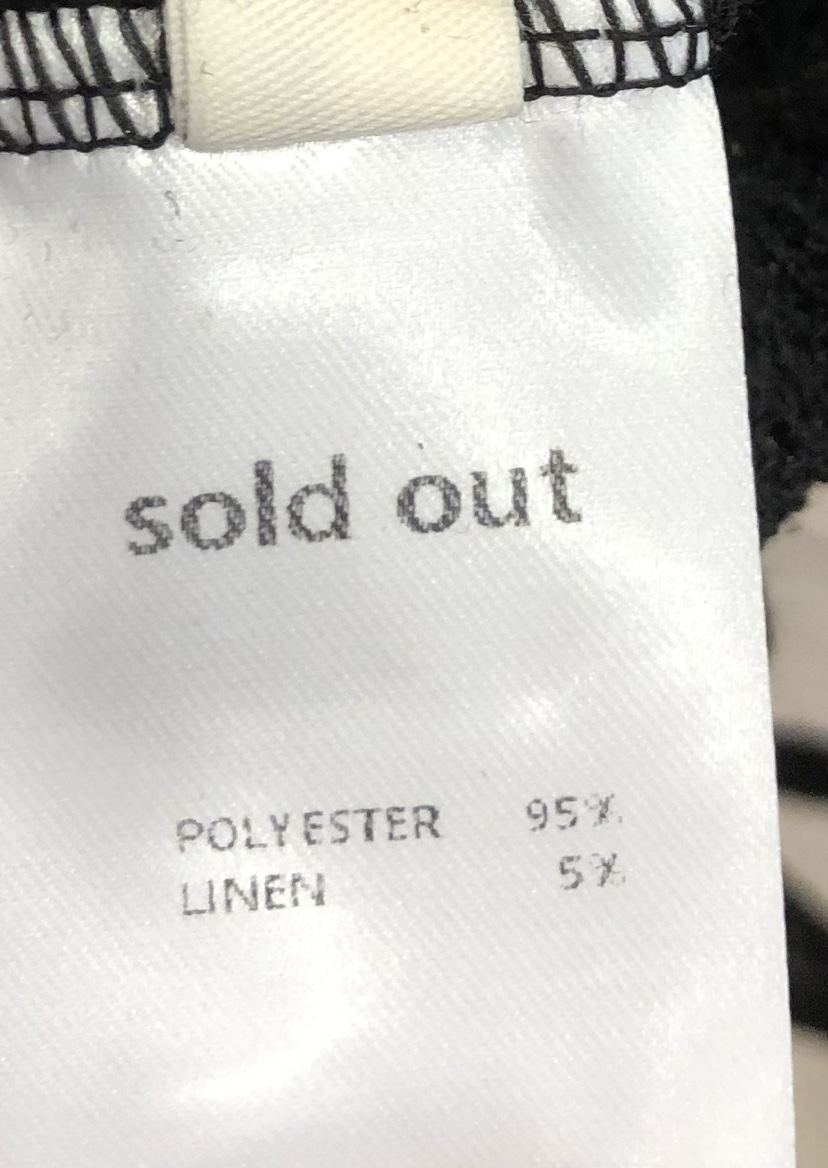 sold out
POLYESTER 95%
LINEN 5%